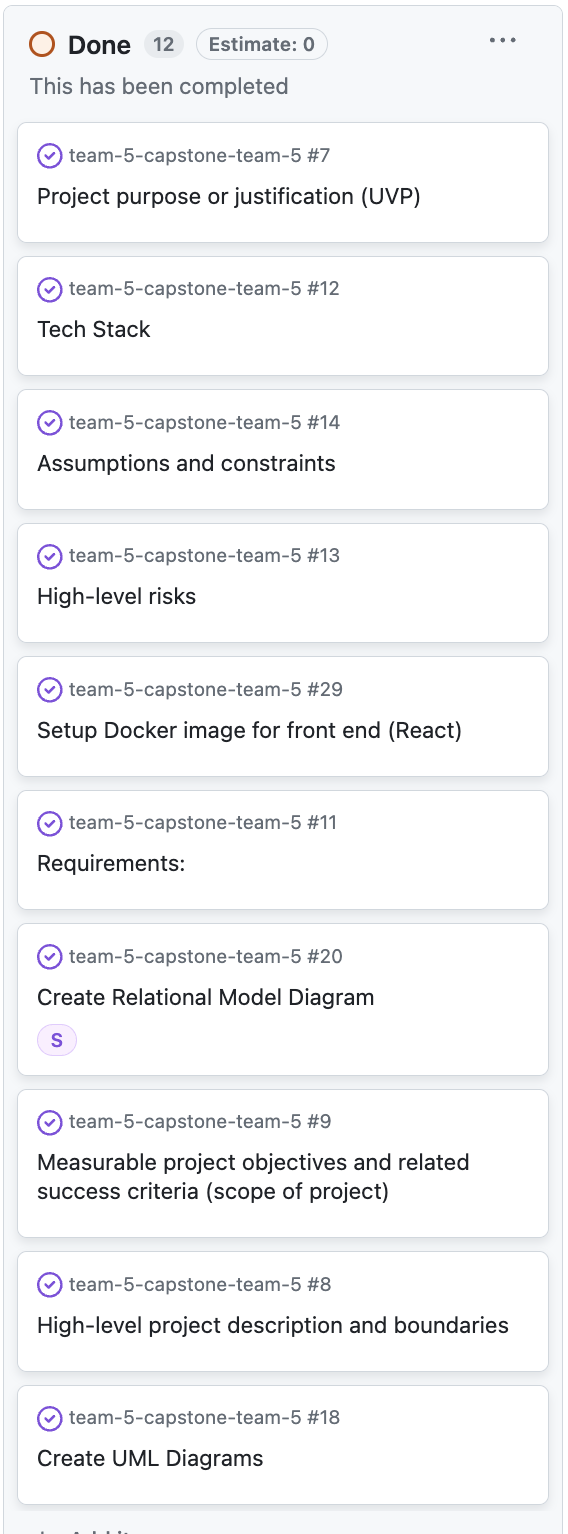 Done 12 Estimate: 0 ...
This has been completed
team-5-capstone-team-5 #7
Project purpose or justification (UVP)
team-5-capstone-team-5 #12
Tech Stack
team-5-capstone-team-5 #14
Assumptions and constraints
team-5-capstone-team-5 #13
High-level risks
team-5-capstone-team-5 #29
Setup Docker image for front end (React)
team-5-capstone-team-5 #11
Requirements:
team-5-capstone-team-5 #20
Create Relational Model Diagram
S
team-5-capstone-team-5 #9
Measurable project objectives and related
success criteria (scope of project)
team-5-capstone-team-5 #8
High-level project description and boundaries
team-5-capstone-team-5 #18
Create UML Diagrams